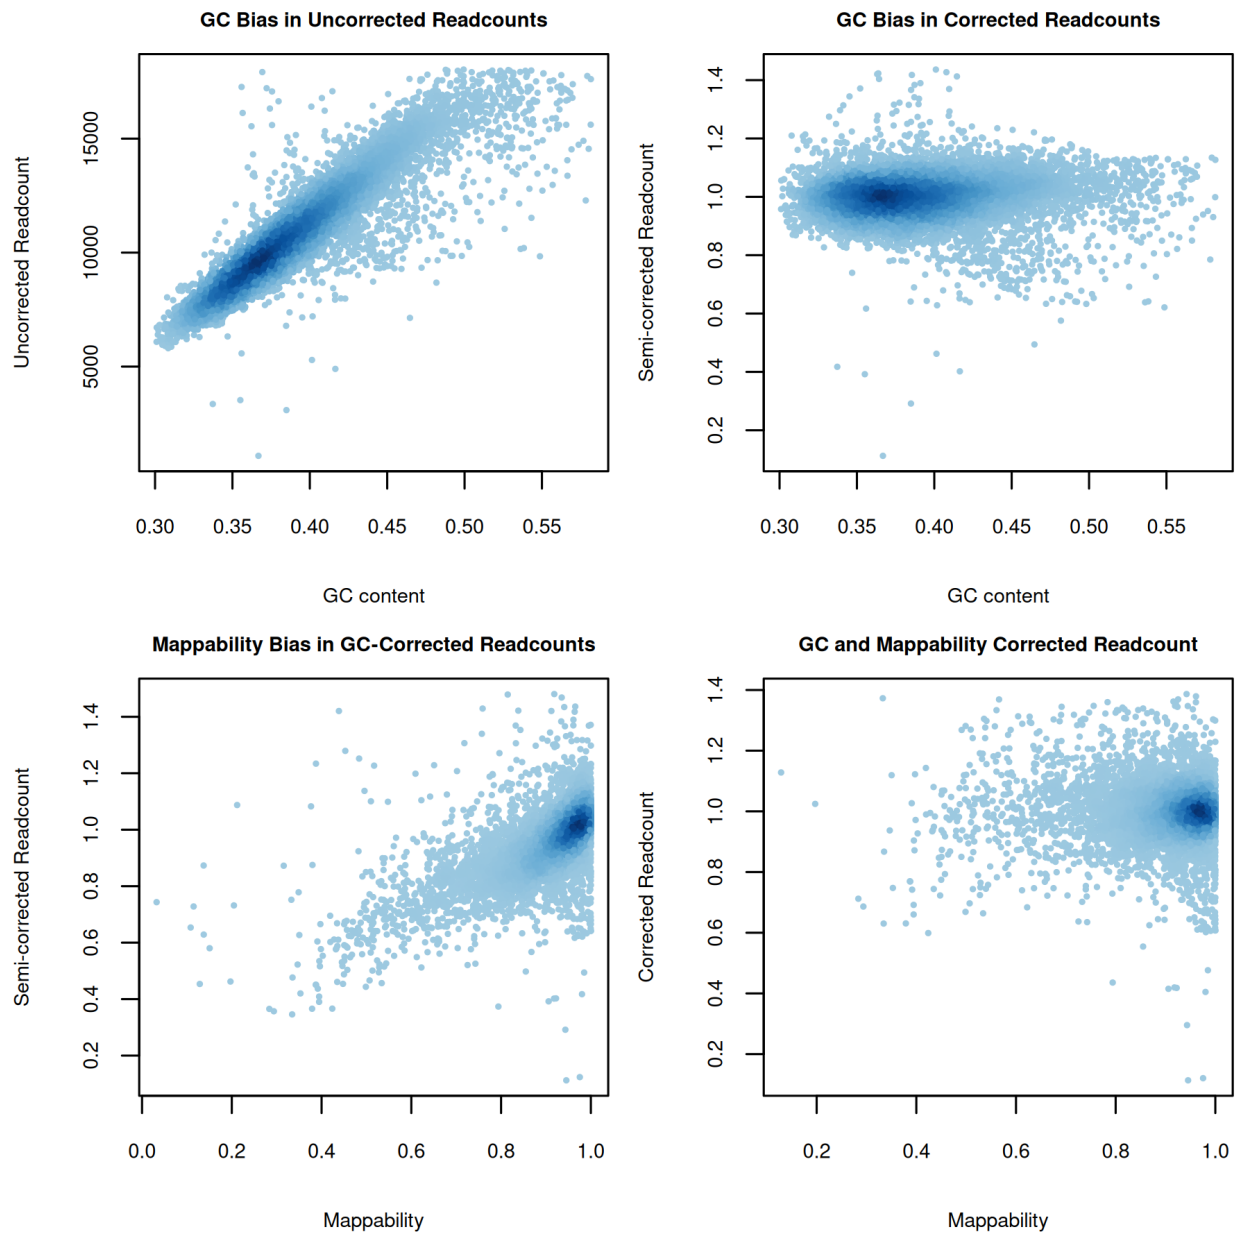 GC Bias in Uncorrected Readcounts
Uncorrected Readcount
15000
10000
5000
0.30 0.35 0.40 0.45 0.50 0.55
GC content
GC Bias in Corrected Readcounts
Semi-corrected Readcount
1.4
1.2
1.0
0.8
0.6
0.4
0.2
0.30 0.35 0.40 0.45 0.50 0.55
GC content
Mappability Bias in GC-Corrected Readcounts
Semi-corrected Readcount
1.4
1.2
1.0
0.8
0.6
0.4
0.2
0.0 0.2 0.4 0.6 0.8 1.0
Mappability
GC and Mappability Corrected Readcount
Corrected Readcount
1.4
1.2
1.0
0.8
0.6
0.4
0.2
0.2 0.4 0.6 0.8 1.0
Mappability